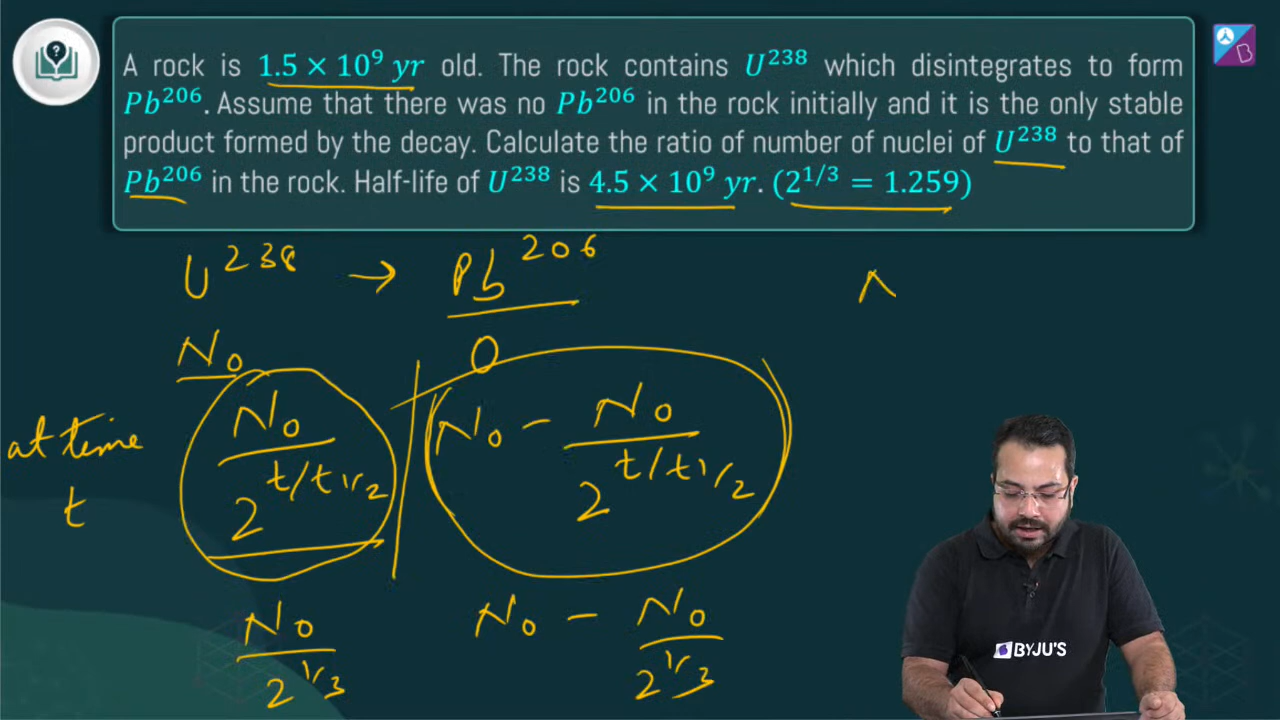 A rock is 1.5 × 10⁹ yr old. The rock contains U²³⁸ which disintegrates to form
Pb²⁰⁶. Assume that there was no Pb²⁰⁶ in the rock initially and it is the only stable
product formed by the decay. Calculate the ratio of number of nuclei of U²³⁸ to that of
Pb²⁰⁶ in the rock. Half-life of U²³⁸ is 4.5 × 10⁹ yr. (2^1/3 = 1.259)
U²³⁸ → Pb²⁰⁶
N₀ 0
at time t
N₀/2^(t/t1/2) N₀ − N₀/2^(t/t1/2)
N₀/2^(1/3) N₀ − N₀/2^(1/3)
BYJU'S
B
?